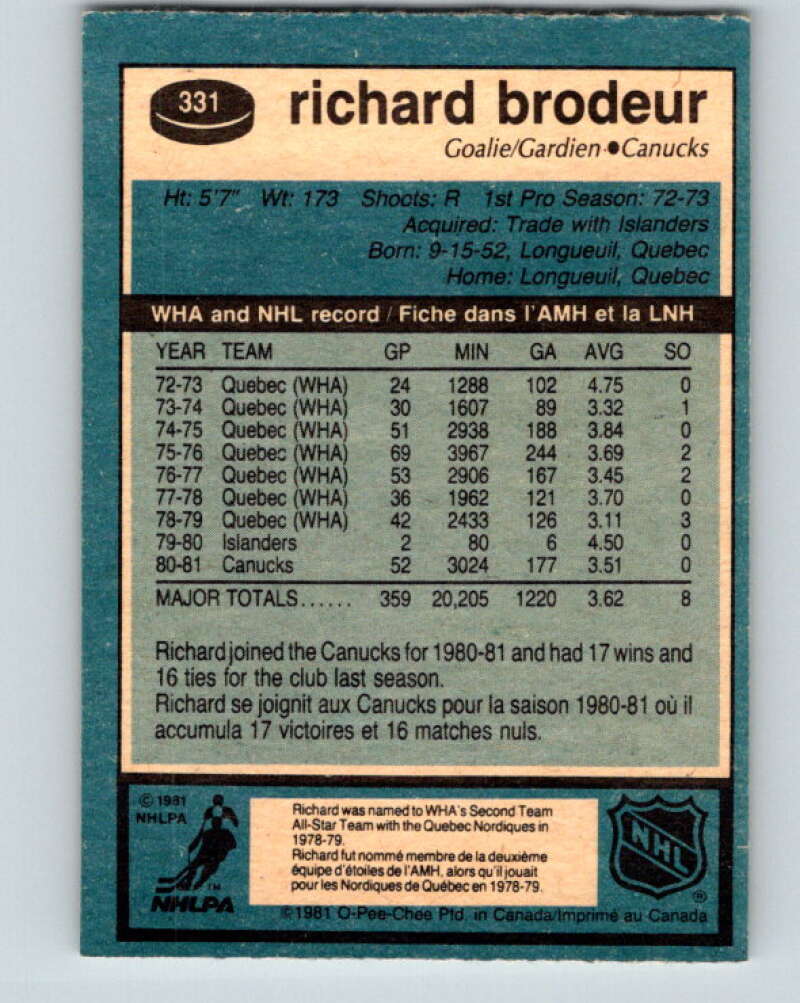 331
richard brodeur
Goalie/Gardien•Canucks
Ht: 5'7" Wt: 173 Shoots: R 1st Pro Season: 72-73
Acquired: Trade with Islanders
Born: 9-15-52, Longueuil, Quebec
Home: Longueuil, Quebec
WHA and NHL record / Fiche dans l'AMH et la LNH
YEAR TEAM GP MIN GA AVG SO
72-73 Quebec (WHA) 24 1288 102 4.75 0
73-74 Quebec (WHA) 30 1607 89 3.32 1
74-75 Quebec (WHA) 51 2938 188 3.84 0
75-76 Quebec (WHA) 69 3967 244 3.69 2
76-77 Quebec (WHA) 53 2906 167 3.45 2
77-78 Quebec (WHA) 36 1962 121 3.70 0
78-79 Quebec (WHA) 42 2433 126 3.11 3
79-80 Islanders 2 80 6 4.50 0
80-81 Canucks 52 3024 177 3.51 0
MAJOR TOTALS...... 359 20,205 1220 3.62 8
Richard joined the Canucks for 1980-81 and had 17 wins and
16 ties for the club last season.
Richard se joignit aux Canucks pour la saison 1980-81 où il
accumula 17 victoires et 16 matches nuls.
© 1981
NHLPA
TM
NHLPA
Richard was named to WHA's Second Team
All-Star Team with the Quebec Nordiques in
1978-79.
Richard fut nommé membre de la deuxième
équipe d'étoiles de l'AMH, alors qu'il jouait
pour les Nordiques de Québec en 1978-79.
NHL
®
© 1981 O-Pee-Chee Ptd. in Canada/Imprimé au Canada